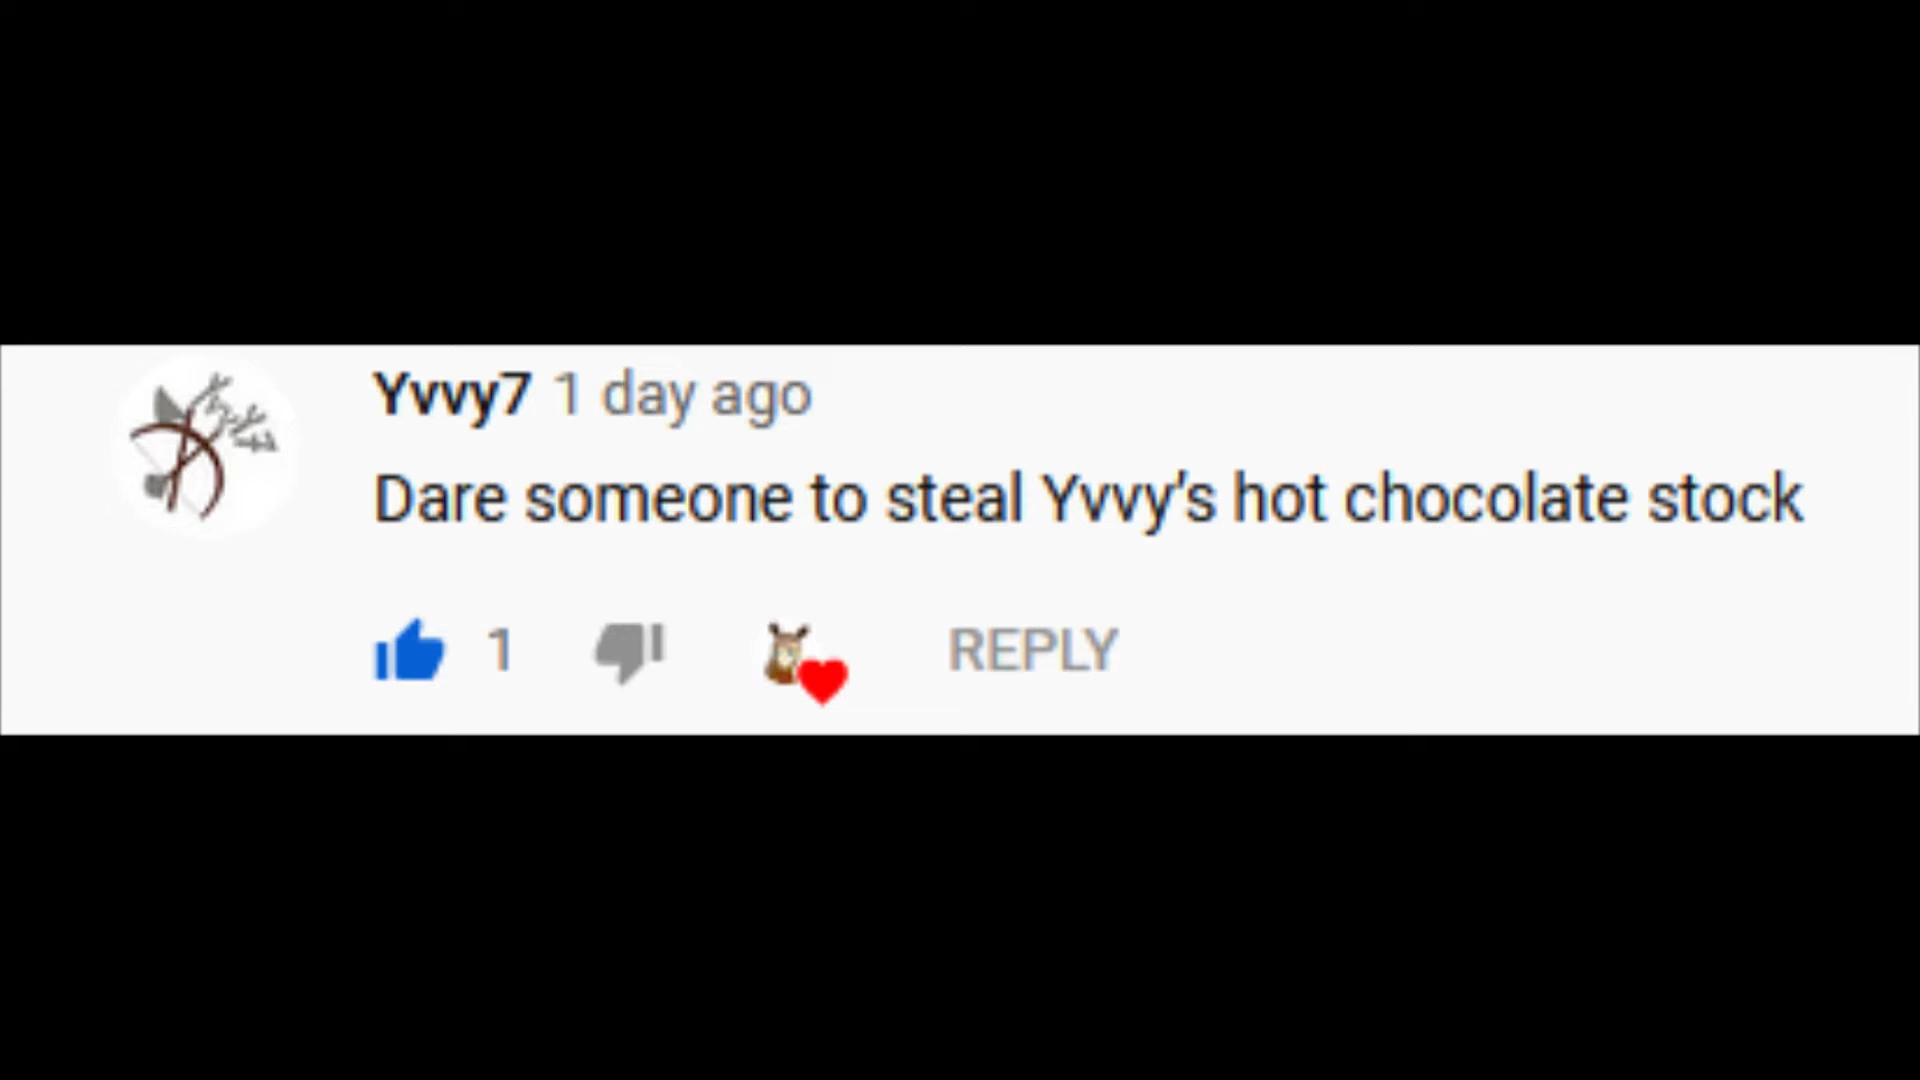 Yvvy7 1 day ago
Dare someone to steal Yvvy's hot chocolate stock
1 REPLY